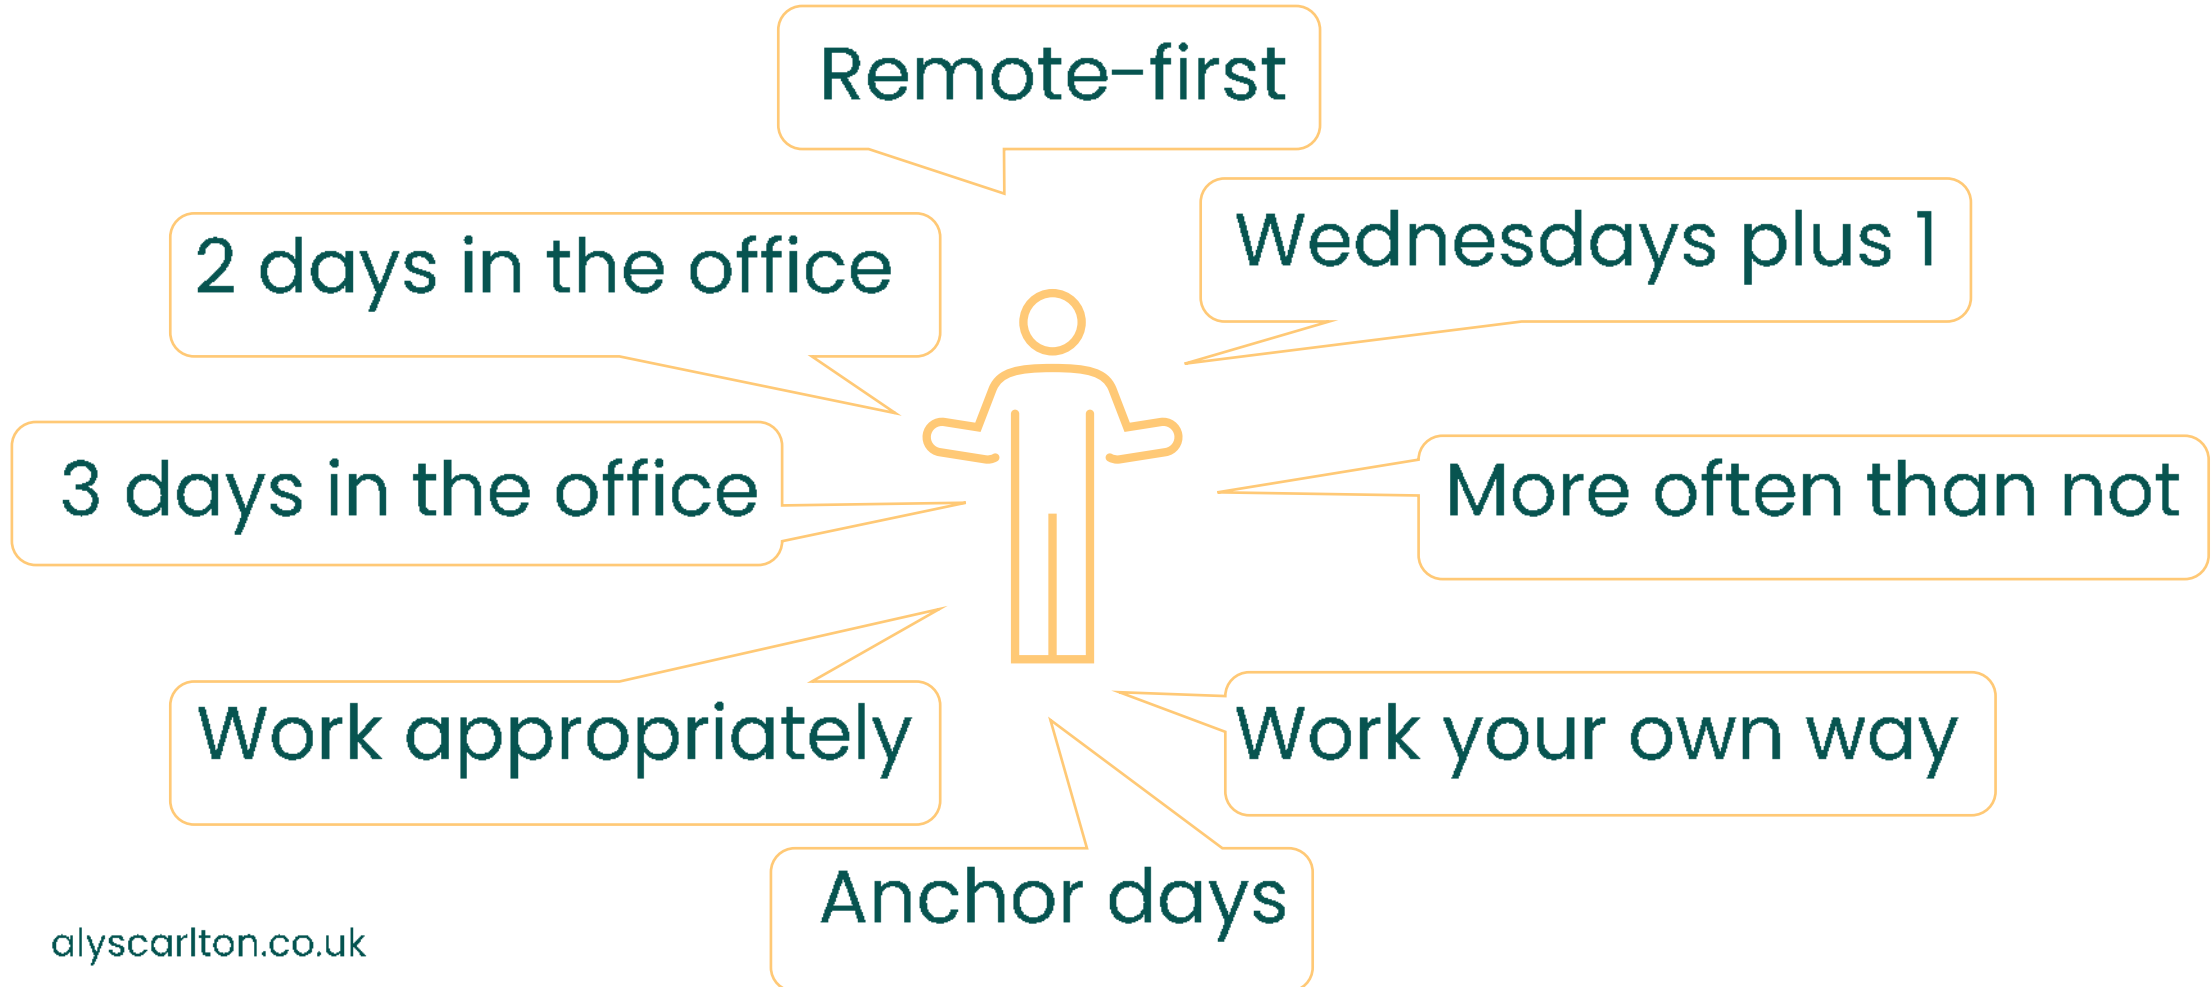 Remote-first
Wednesdays plus 1
2 days in the office
3 days in the office
More often than not
Work appropriately
Work your own way
Anchor days
alyscarlton.co.uk